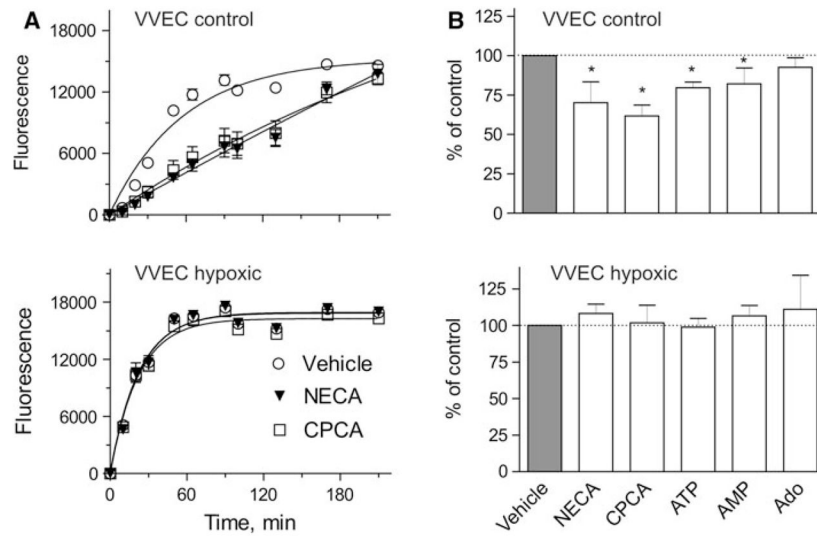 A
VVEC control
Fluorescence
18000
12000
6000
0
VVEC hypoxic
Fluorescence
18000
12000
6000
0
Vehicle
NECA
CPCA
0
60
120
180
Time, min
B
VVEC control
% of control
125
100
75
50
25
0
*
*
*
*
VVEC hypoxic
% of control
125
100
75
50
25
0
Vehicle
NECA
CPCA
ATP
AMP
Ado